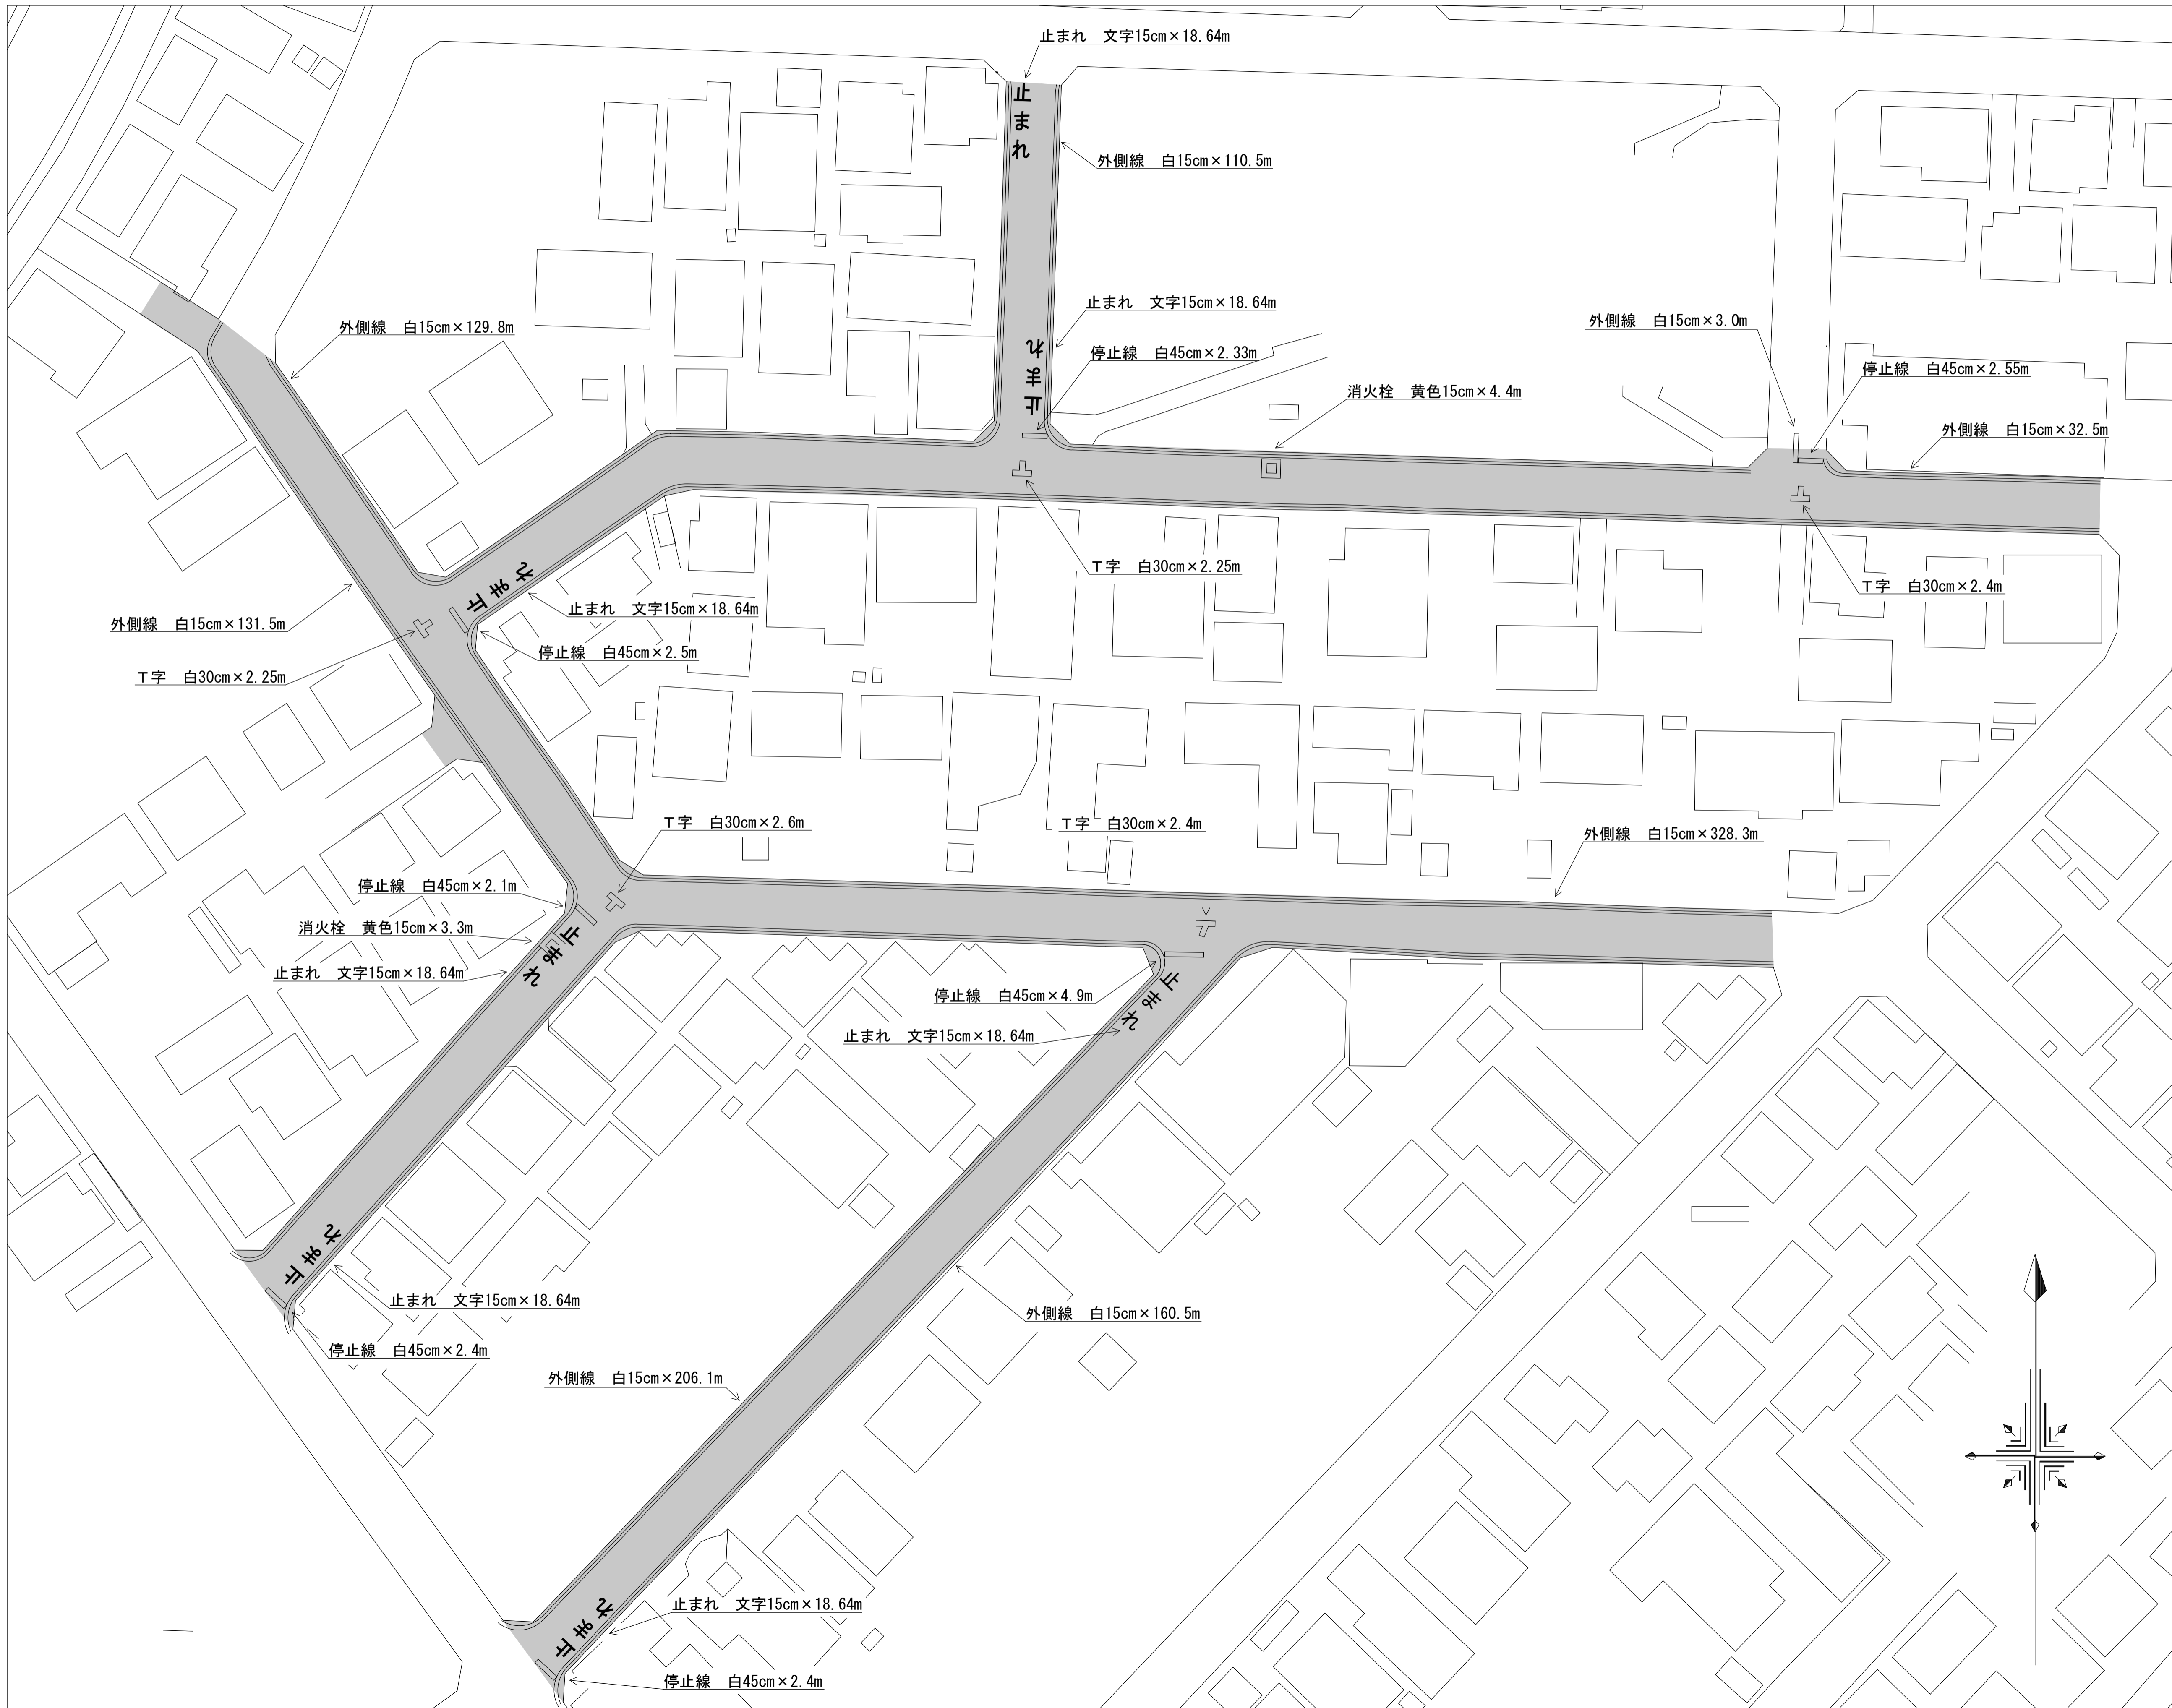 止まれ　文字15cm×18.64m
止まれ
外側線　白15cm×110.5m
止まれ　文字15cm×18.64m
外側線　白15cm×3.0m
外側線　白15cm×129.8m
止まれ
停止線　白45cm×2.33m
停止線　白45cm×2.55m
消火栓　黄色15cm×4.4m
外側線　白15cm×32.5m
T字　白30cm×2.25m
T字　白30cm×2.4m
止まれ
止まれ　文字15cm×18.64m
外側線　白15cm×131.5m
停止線　白45cm×2.5m
T字　白30cm×2.25m
T字　白30cm×2.6m
T字　白30cm×2.4m
外側線　白15cm×328.3m
停止線　白45cm×2.1m
消火栓　黄色15cm×3.3m
止まれ
止まれ　文字15cm×18.64m
停止線　白45cm×4.9m
止まれ
止まれ　文字15cm×18.64m
止まれ
止まれ　文字15cm×18.64m
外側線　白15cm×160.5m
停止線　白45cm×2.4m
外側線　白15cm×206.1m
止まれ
止まれ　文字15cm×18.64m
停止線　白45cm×2.4m